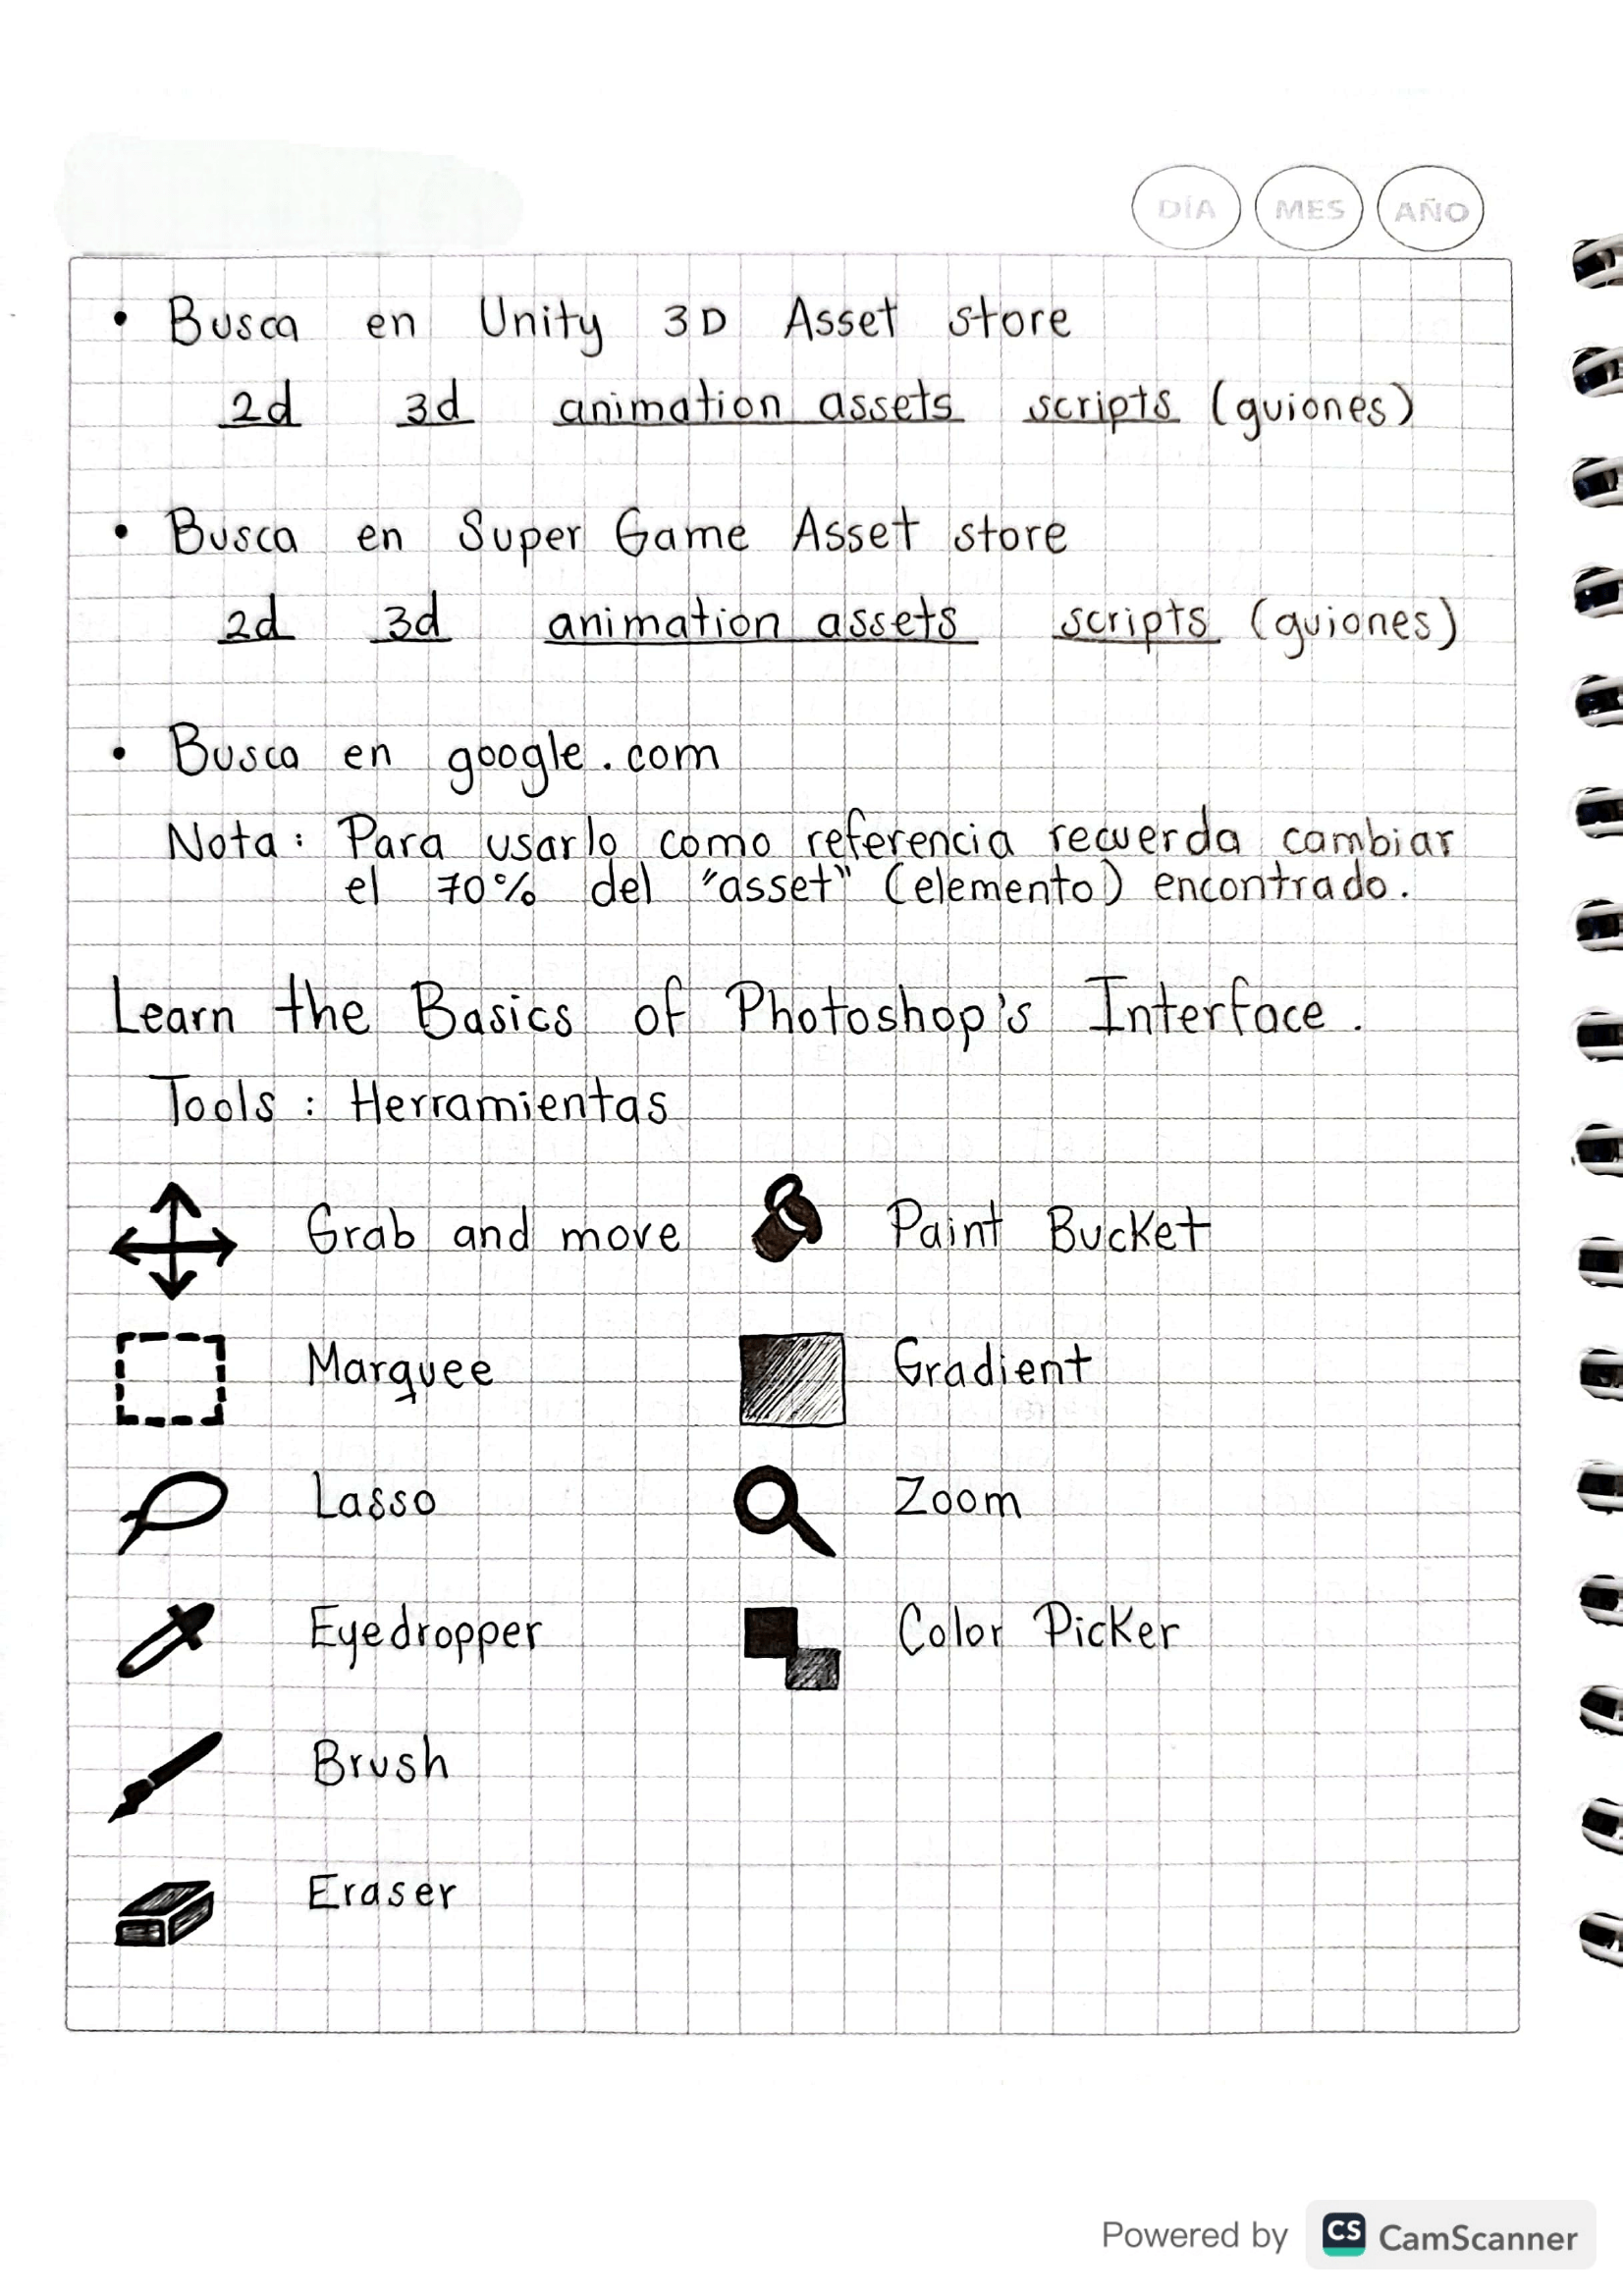 DÍA MES AÑO
• Busca en Unity 3D Asset store
2d 3d animation assets scripts (guiones)
• Busca en Super Game Asset store
2d 3d animation assets scripts (guiones)
• Busca en google.com
Nota: Para usarlo como referencia recuerda cambiar
el 70% del "asset" (elemento) encontrado.
Learn the Basics of Photoshop's Interface.
Tools: Herramientas
Grab and move
Paint Bucket
Marquee
Gradient
Lasso
Zoom
Eyedropper
Color Picker
Brush
Eraser
Powered by CS CamScanner